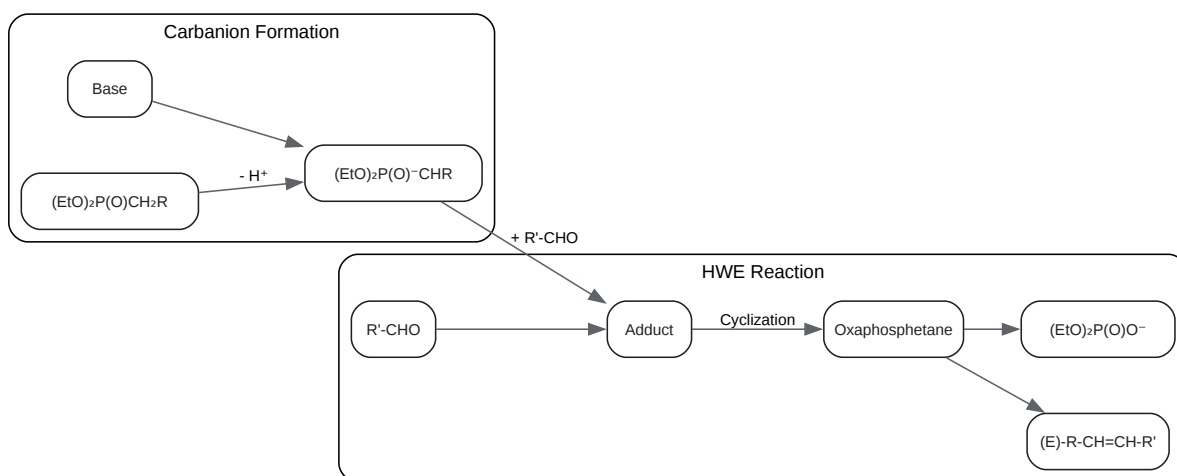 Carbanion Formation
Base
(EtO)₂P(O)CH₂R
- H⁺
(EtO)₂P(O)⁻CHR
+ R'-CHO
HWE Reaction
R'-CHO
Adduct
Cyclization
Oxaphosphetane
(EtO)₂P(O)O⁻
(E)-R-CH=CH-R'